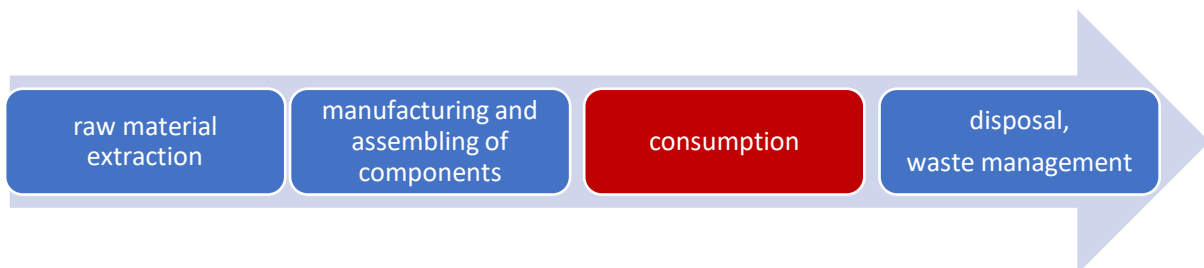 raw material
extraction
manufacturing and
assembling of
components
consumption
disposal,
waste management